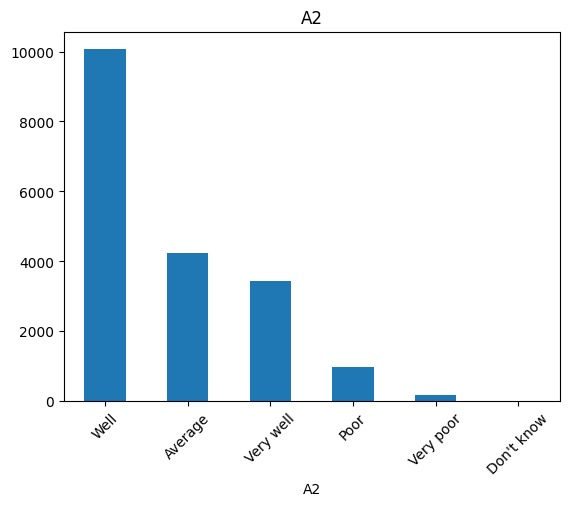 A2
10000
8000
6000
4000
2000
0
Well
Average
Very well
Poor
Very poor
Don't know
A2